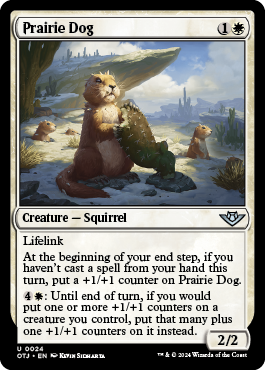 Prairie Dog 1
Creature — Squirrel
Lifelink
At the beginning of your end step, if you
haven't cast a spell from your hand this
turn, put a +1/+1 counter on Prairie Dog.
4: Until end of turn, if you would
put one or more +1/+1 counters on a
creature you control, put that many plus
one +1/+1 counters on it instead.
2/2
U 0024
OTJ • EN Kevin Sidharta
™ & © 2024 Wizards of the Coast